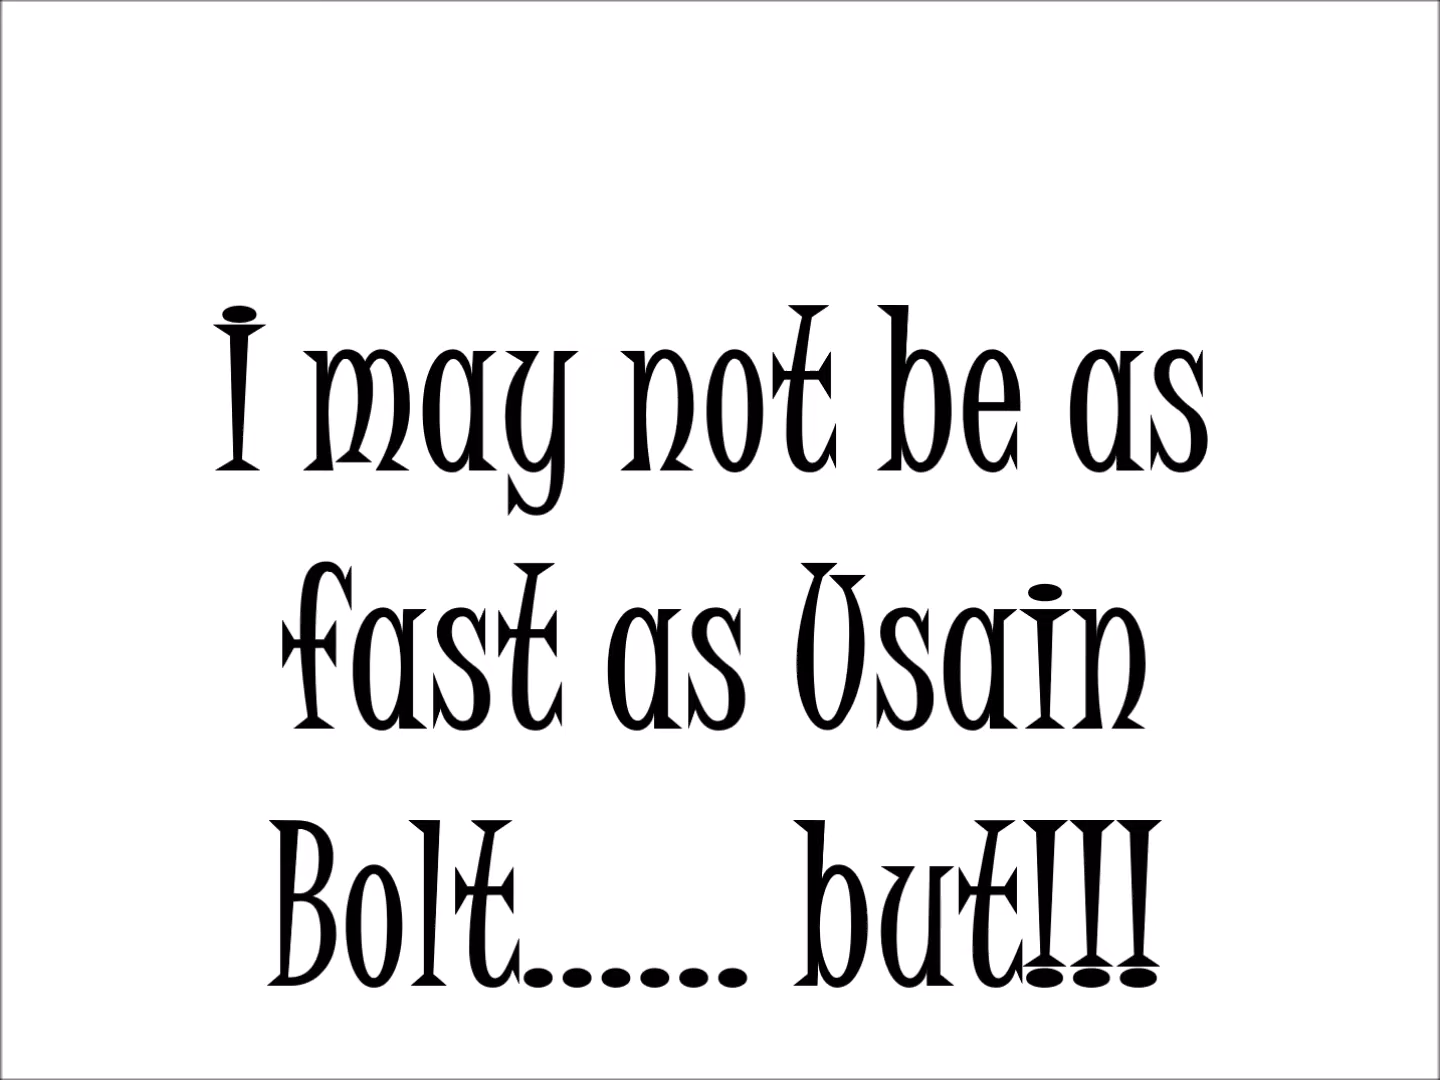 I may not be as
fast as Usain
Bolt...... but!!!